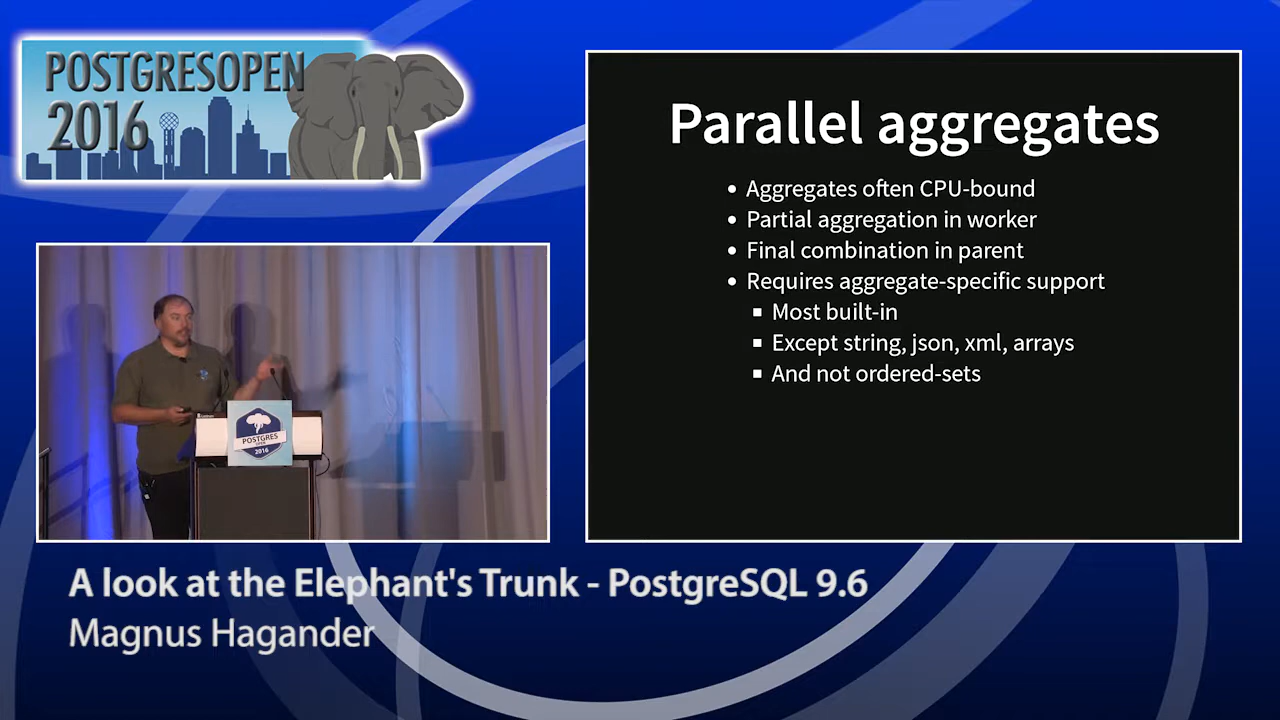 POSTGRESOPEN
2016
Parallel aggregates
Aggregates often CPU-bound
Partial aggregation in worker
Final combination in parent
Requires aggregate-specific support
Most built-in
Except string, json, xml, arrays
And not ordered-sets
POSTGRES
OPEN
2016
A look at the Elephant's Trunk - PostgreSQL 9.6
Magnus Hagander